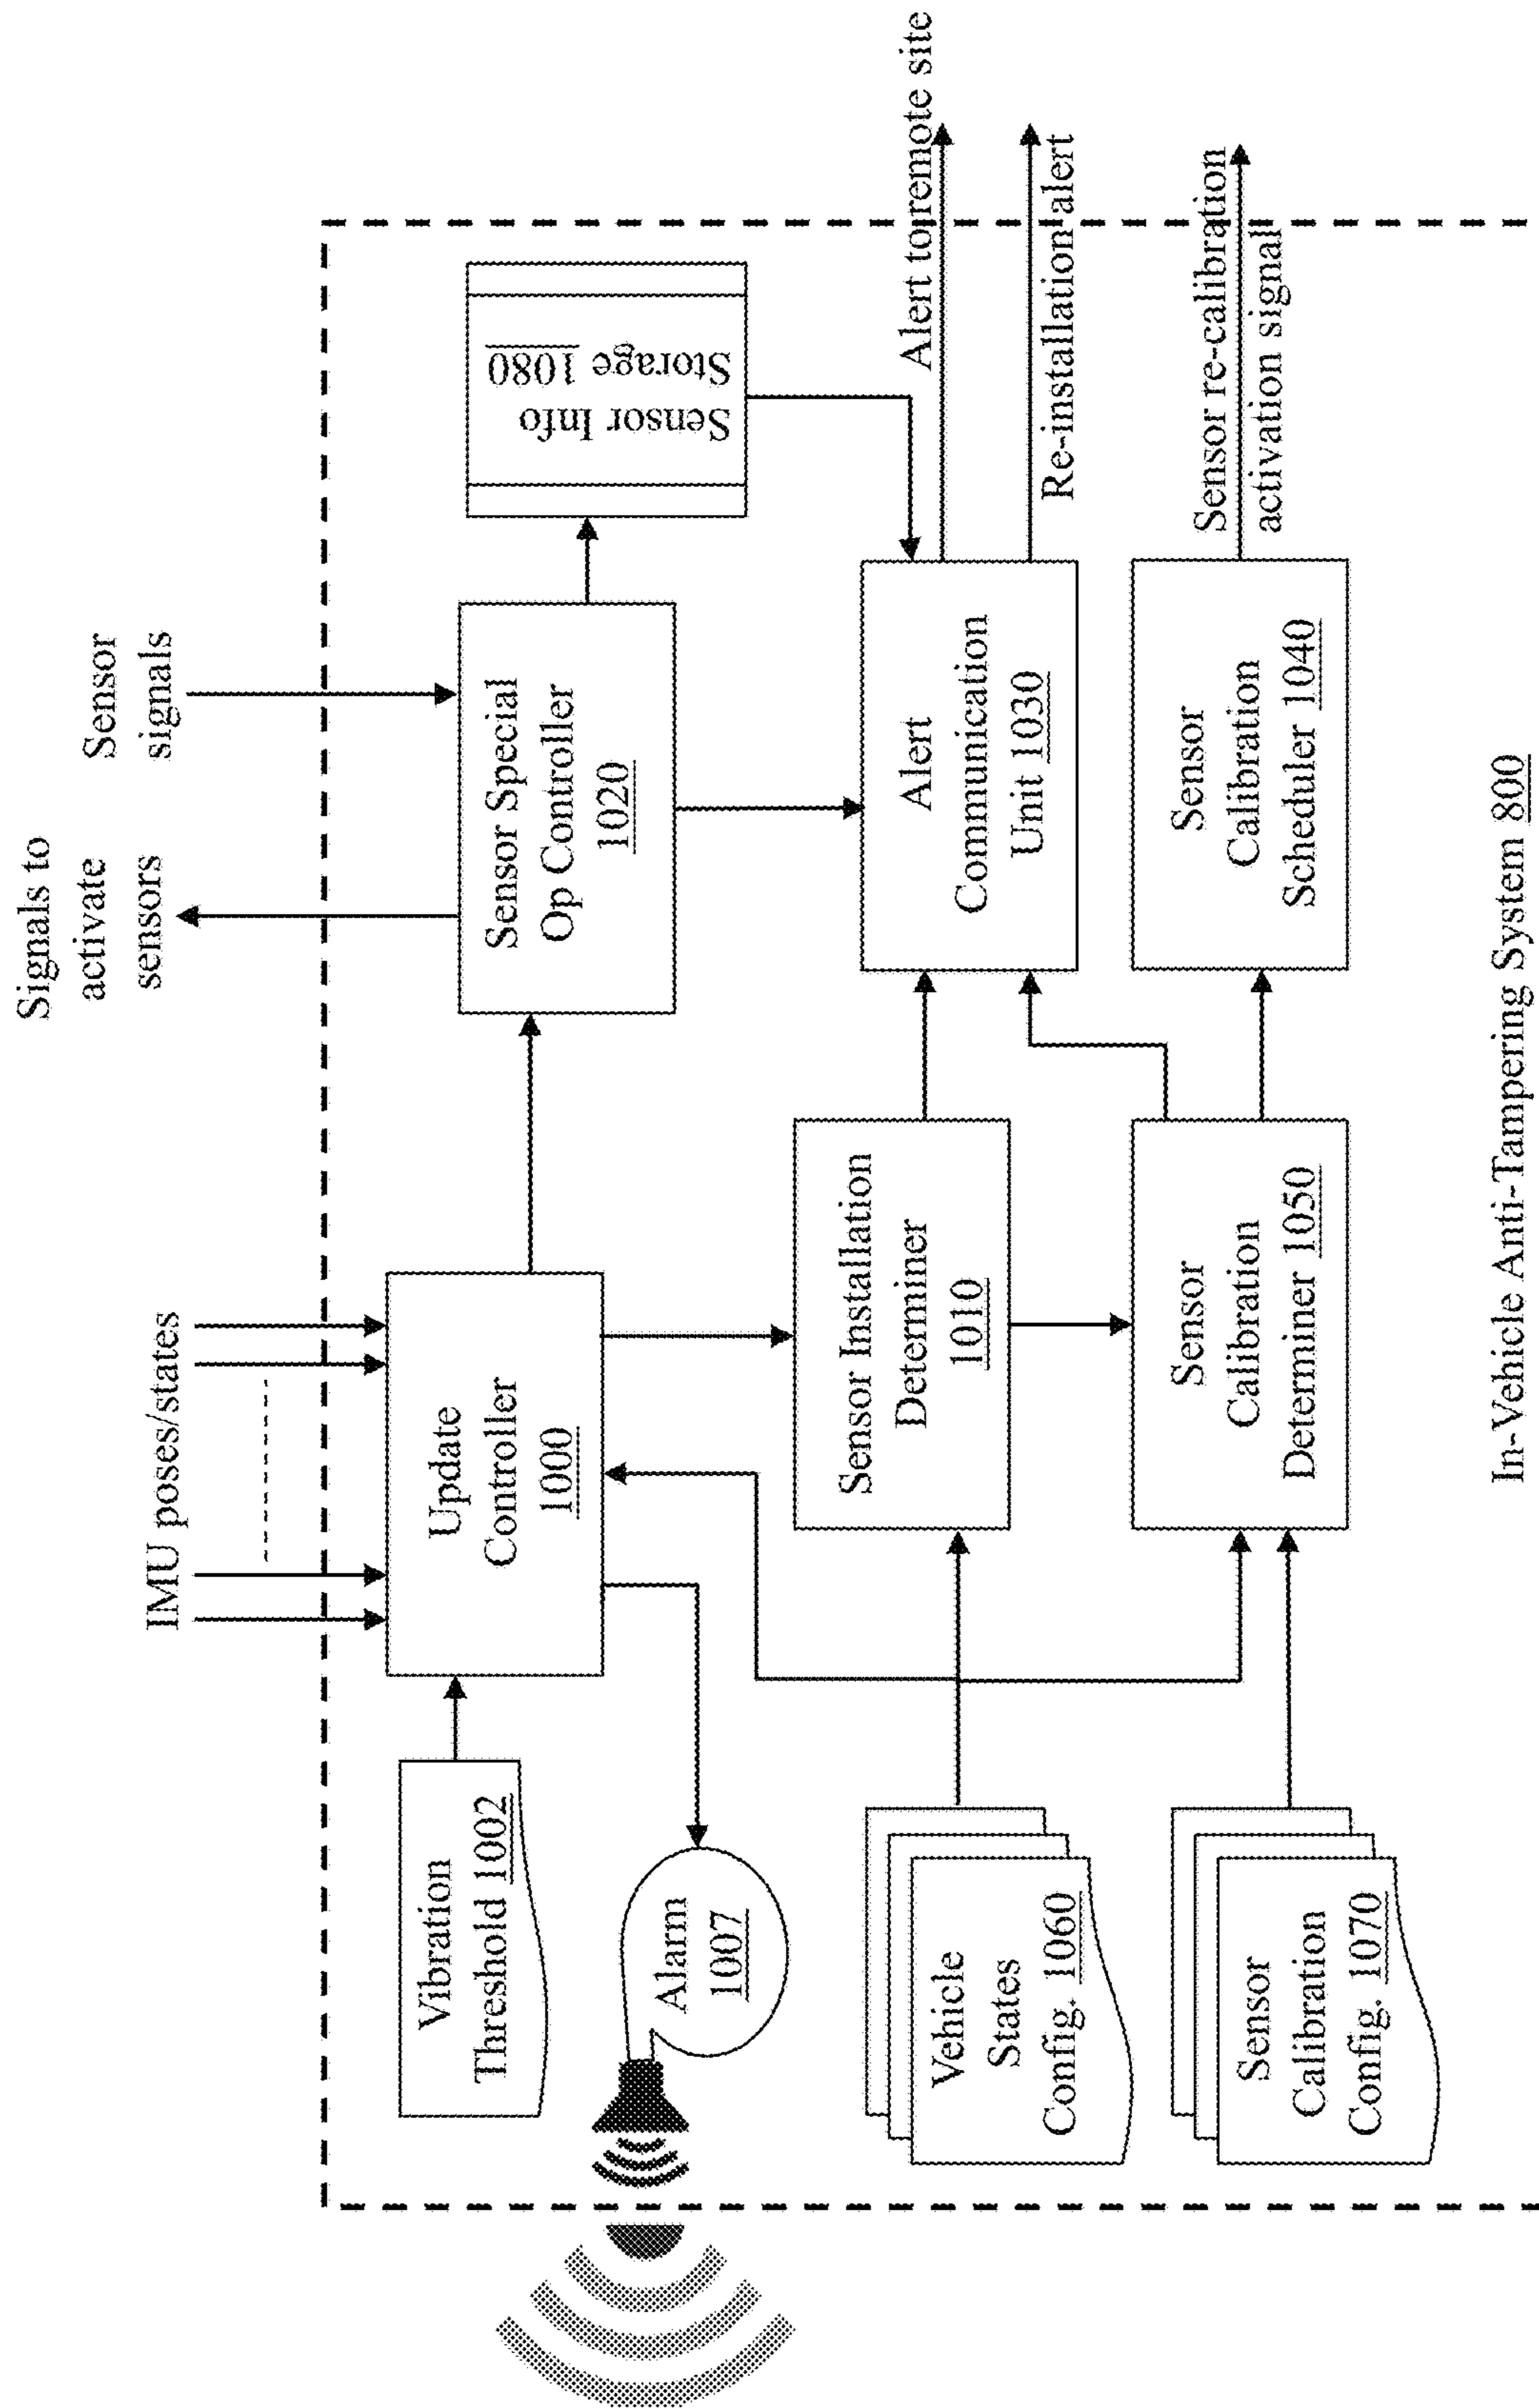 Signals to
activate
sensors
Sensor
signals
IMU poses/states
Vibration
Threshold 1002
Update
Controller
1000
Sensor Special
Op Controller
1020
Sensor Info
Storage 1080
Alarm
1007
Alert to remote site
Vehicle
States
Config. 1060
Sensor Installation
Determiner
1010
Alert
Communication
Unit 1030
Re-installation alert
Sensor
Calibration
Config. 1070
Sensor
Calibration
Determiner 1050
Sensor
Calibration
Scheduler 1040
Sensor re-calibration
activation signal
In-Vehicle Anti-Tampering System 800